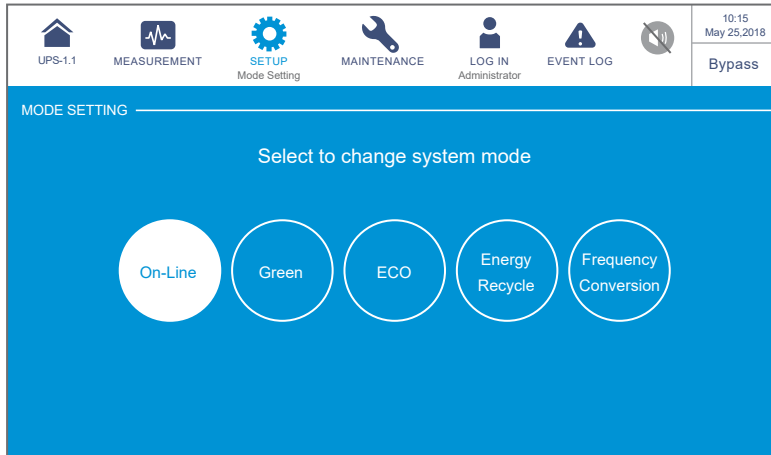 10:15
May 25,2018
UPS-1.1
MEASUREMENT
SETUP
MAINTENANCE
LOG IN
EVENT LOG
Bypass
Mode Setting
Administrator
MODE SETTING
Select to change system mode
On-Line
Green
ECO
Energy
Recycle
Frequency
Conversion